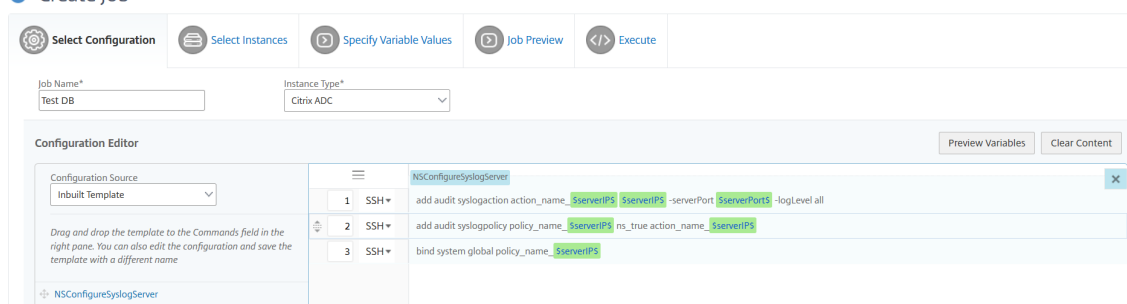 Create Job
Select Configuration
Select Instances
Specify Variable Values
Job Preview
Execute
Job Name*
Instance Type*
Test DB
Citrix ADC
Configuration Editor
Preview Variables
Clear Content
Configuration Source
Inbuilt Template
Drag and drop the template to the Commands field in the
right pane. You can also edit the configuration and save the
template with a different name
NSConfigureSyslogServer
NSConfigureSyslogServer
1 SSH add audit syslogaction action_name_$serverIP$ $serverIP$ -serverPort $serverPort$ -logLevel all
2 SSH add audit syslogpolicy policy_name_$serverIP$ ns_true action_name_$serverIP$
3 SSH bind system global policy_name_$serverIP$